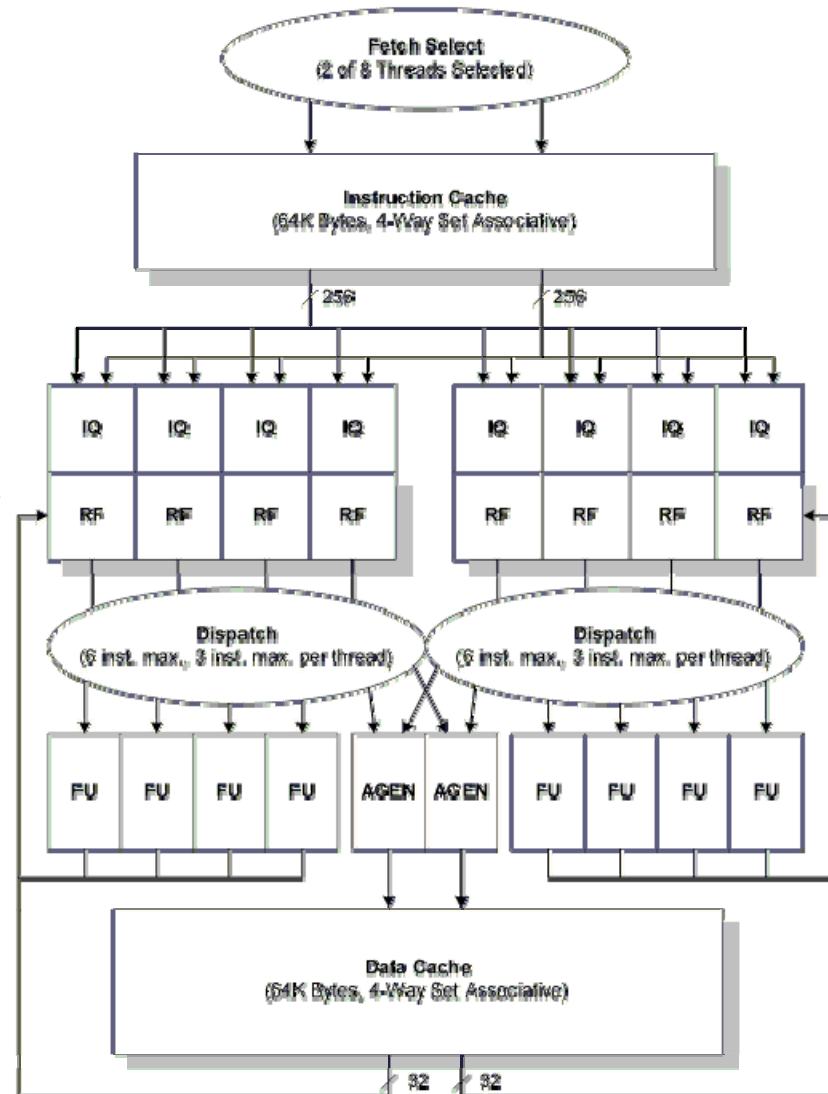 Fetch Select
(2 of 8 Threads Selected)
Instruction Cache
(64K Bytes, 4-Way Set Associative)
256 256
IQ IQ IQ IQ IQ IQ IQ IQ
RF RF RF RF RF RF RF RF
Dispatch
(6 inst. max., 3 inst. max. per thread)
Dispatch
(6 inst. max., 3 inst. max. per thread)
FU FU FU FU AGEN AGEN FU FU FU FU
Data Cache
(64K Bytes, 4-Way Set Associative)
32 32